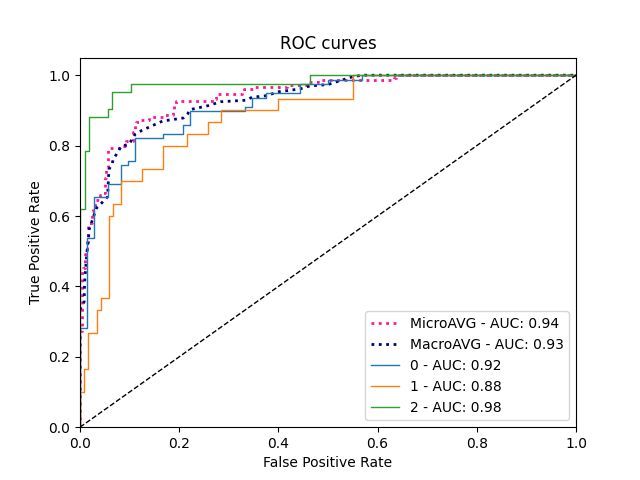 ROC curves
True Positive Rate
1.0
0.8
0.6
0.4
0.2
0.0
MicroAVG - AUC: 0.94
MacroAVG - AUC: 0.93
0 - AUC: 0.92
1 - AUC: 0.88
2 - AUC: 0.98
0.0 0.2 0.4 0.6 0.8 1.0
False Positive Rate